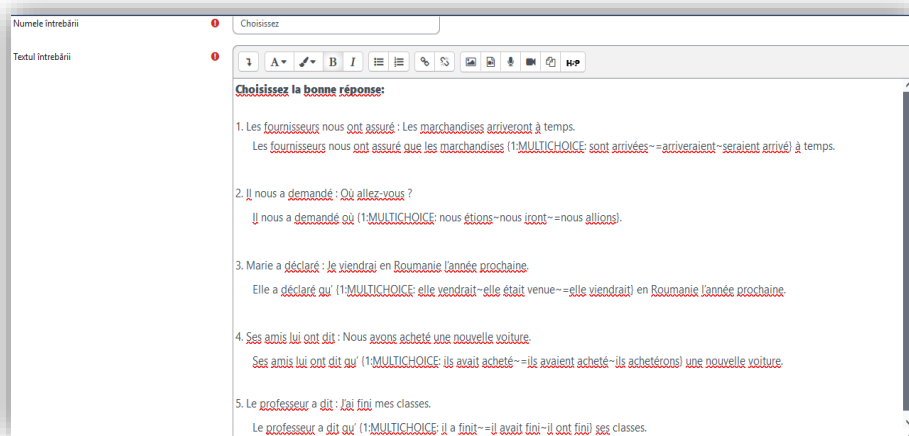 Numele întrebării
Choisissez
Textul întrebării
A
B I
H-P
Choisissez la bonne réponse:
1. Les fournisseurs nous ont assuré : Les marchandises arriveront à temps.
Les fournisseurs nous ont assuré que les marchandises {1:MULTICHOICE: sont arrivées~=arriveraient~seraient arrivé} à temps.
2. Il nous a demandé : Où allez-vous ?
Il nous a demandé où {1:MULTICHOICE: nous étions~nous iront~=nous allions}.
3. Marie a déclaré : Je viendrai en Roumanie l'année prochaine.
Elle a déclaré qu' {1:MULTICHOICE: elle vendrait~elle était venue~=elle viendrait} en Roumanie l'année prochaine.
4. Ses amis lui ont dit : Nous avons acheté une nouvelle voiture.
Ses amis lui ont dit qu' {1:MULTICHOICE: ils avait acheté~=ils avaient acheté~ils achetérons} une nouvelle voiture.
5. Le professeur a dit : J'ai fini mes classes.
Le professeur a dit qu' {1:MULTICHOICE: il a finit~=il avait fini~il ont fini} ses classes.